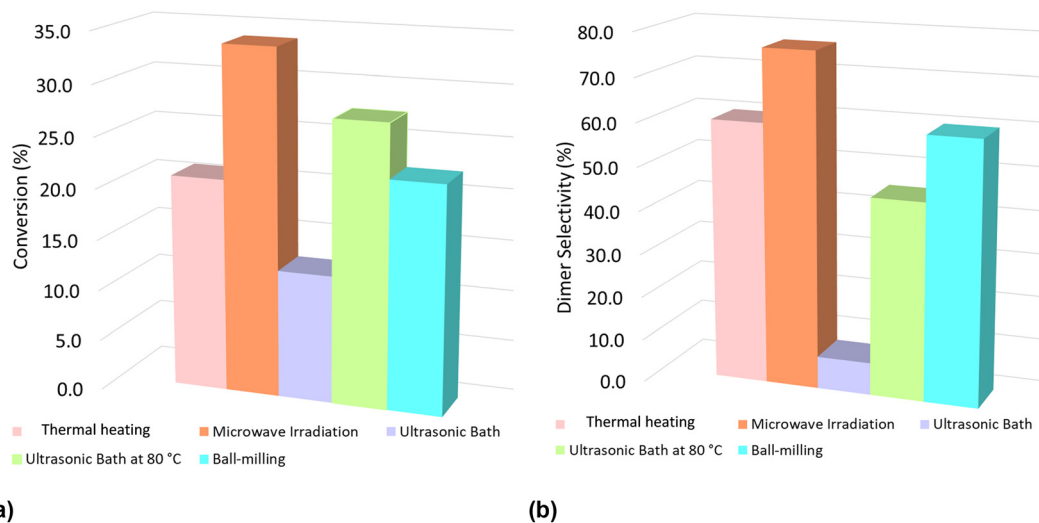 35.0
30.0
25.0
20.0
15.0
10.0
5.0
0.0
Conversion (%)
Thermal heating
Microwave Irradiation
Ultrasonic Bath
Ultrasonic Bath at 80 °C
Ball-milling
a)
80.0
70.0
60.0
50.0
40.0
30.0
20.0
10.0
0.0
Dimer Selectivity (%)
Thermal heating
Microwave Irradiation
Ultrasonic Bath
Ultrasonic Bath at 80 °C
Ball-milling
(b)